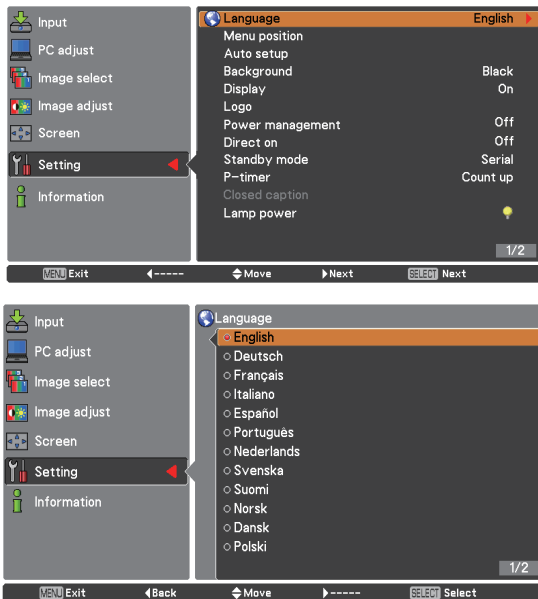 Input
PC adjust
Image select
Image adjust
Screen
Setting
Information
Language English
Menu position
Auto setup
Background Black
Display On
Logo
Power management Off
Direct on Off
Standby mode Serial
P-timer Count up
Closed caption
Lamp power
1/2
MENU Exit ----- Move Next SELECT Next
Input
PC adjust
Image select
Image adjust
Screen
Setting
Information
Language
English
Deutsch
Français
Italiano
Español
Português
Nederlands
Svenska
Suomi
Norsk
Dansk
Polski
1/2
MENU Exit Back Move ----- SELECT Select